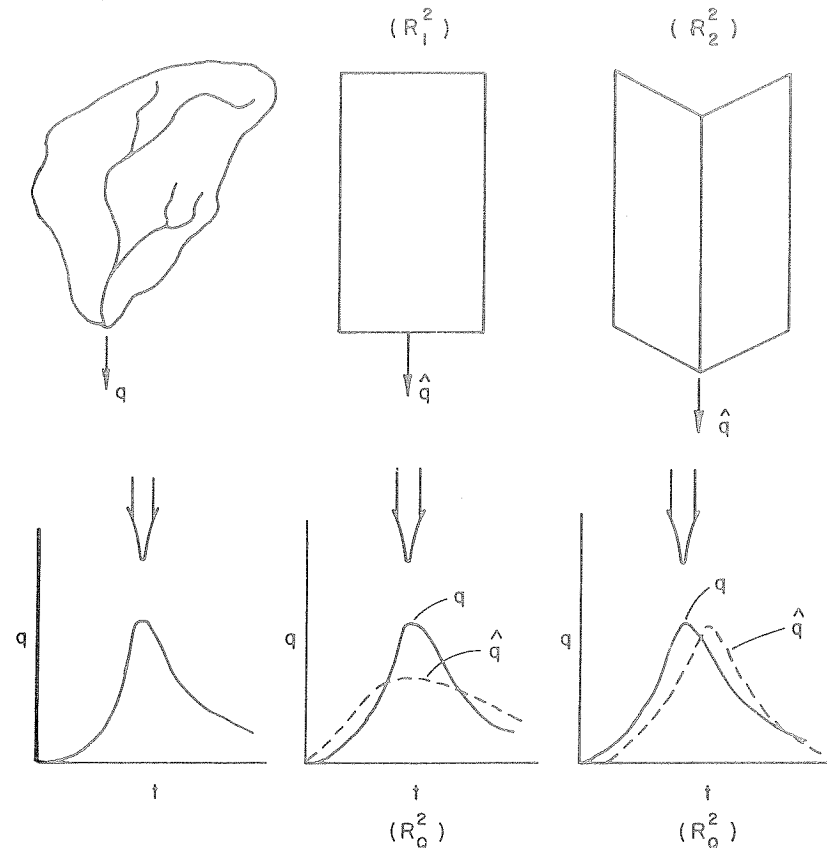 (R₁²) (R₂²)
q q̂ q̂
q q q̂ q q q̂ q
t t t
(R_Q²) (R_Q²)